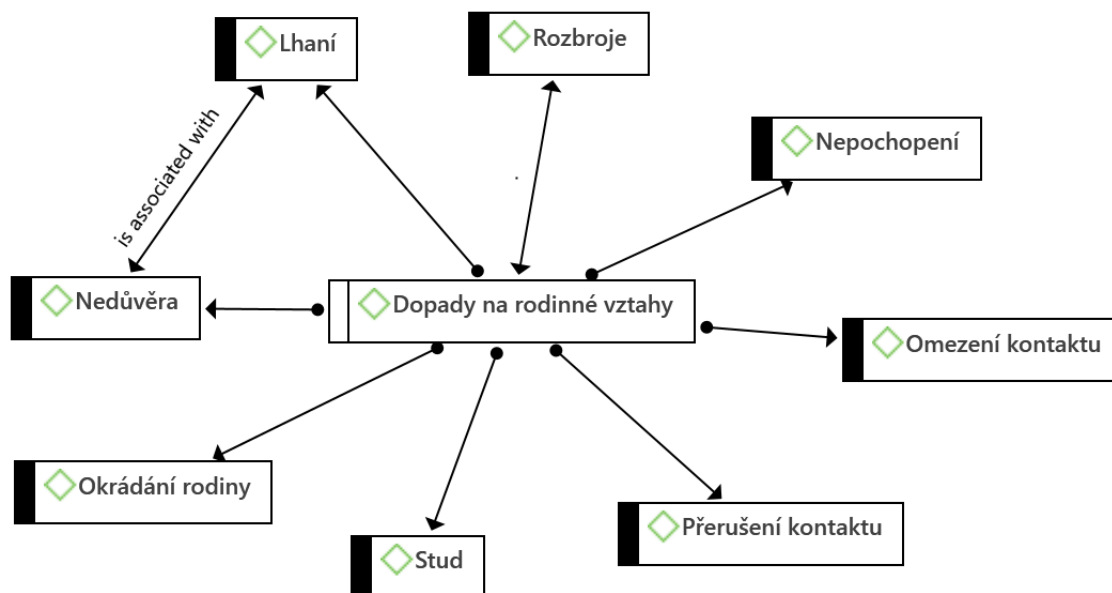 Lhaní
Rozbroje
Nepochopení
is associated with
Nedůvěra
Dopady na rodinné vztahy
Omezení kontaktu
Okrádání rodiny
Přerušení kontaktu
Stud